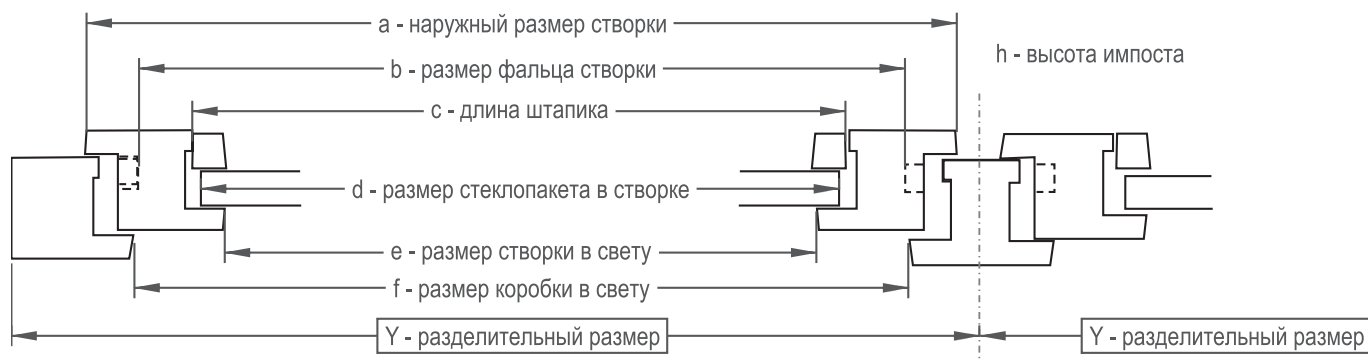 a - наружный размер створки
h - высота импоста
b - размер фальца створки
c - длина штапика
d - размер стеклопакета в створке
e - размер створки в свету
f - размер коробки в свету
Y - разделительный размер
Y - разделительный размер